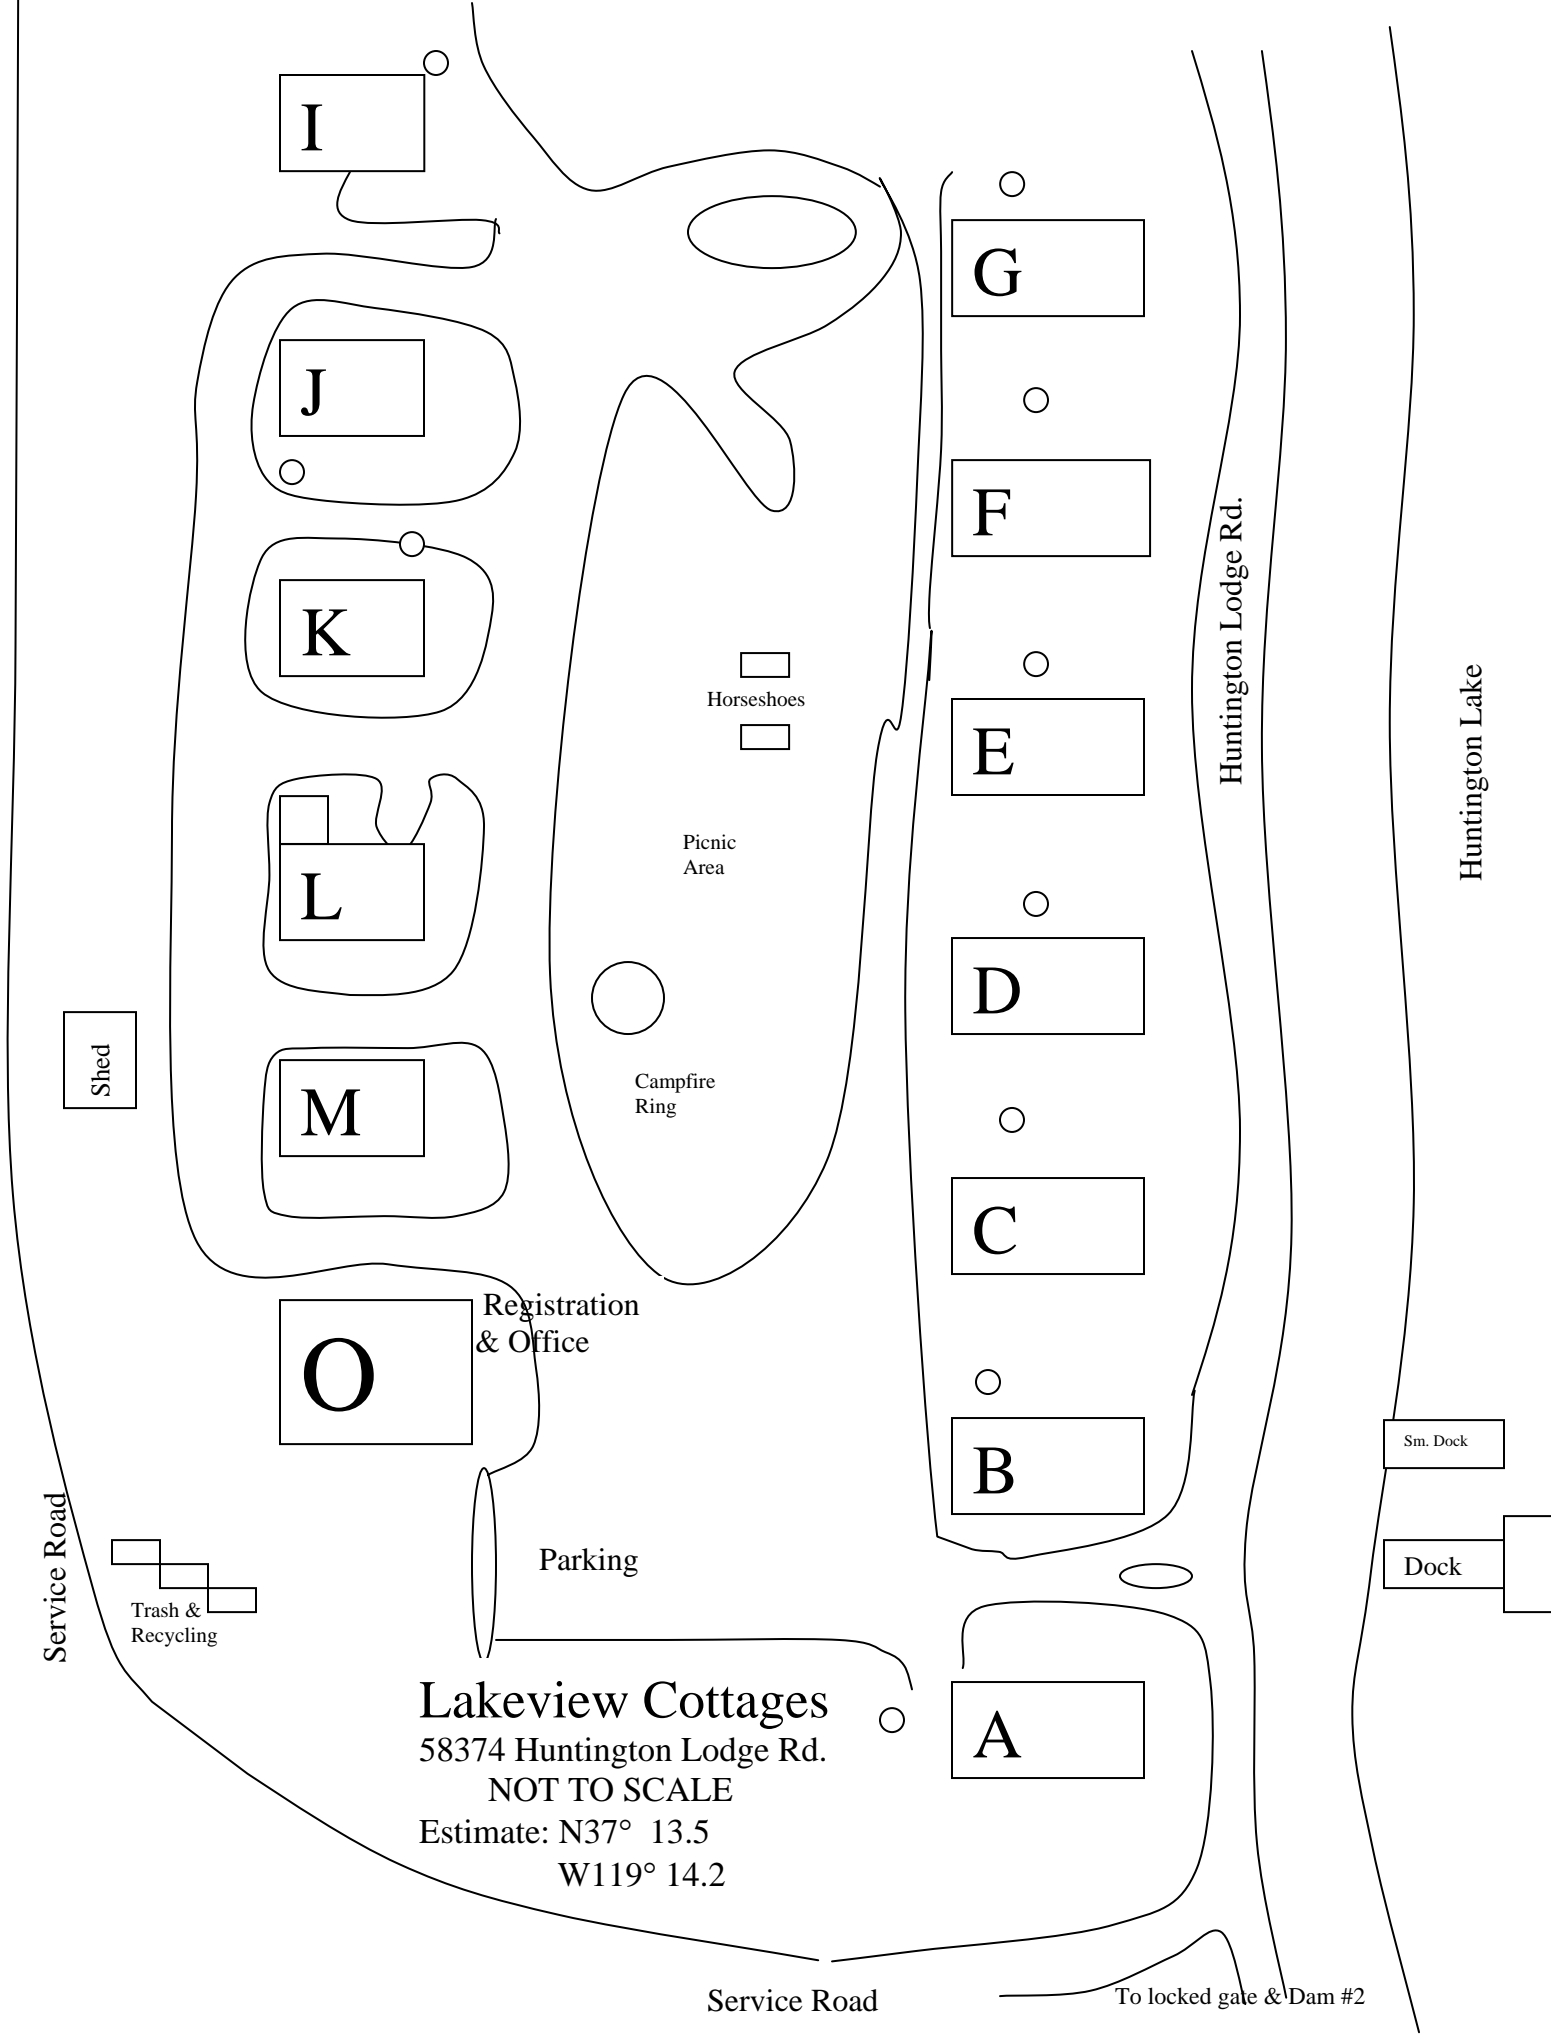 I
G
J
F
Huntington Lodge Rd.
K
Horseshoes
E
Huntington Lake
Picnic
Area
L
D
Shed
Campfire
Ring
M
C
Registration
& Office
O
Sm. Dock
B
Service Road
Parking
Dock
Trash &
Recycling
Lakeview Cottages
A
58374 Huntington Lodge Rd.
NOT TO SCALE
Estimate: N37° 13.5
W119° 14.2
Service Road
To locked gate & Dam #2